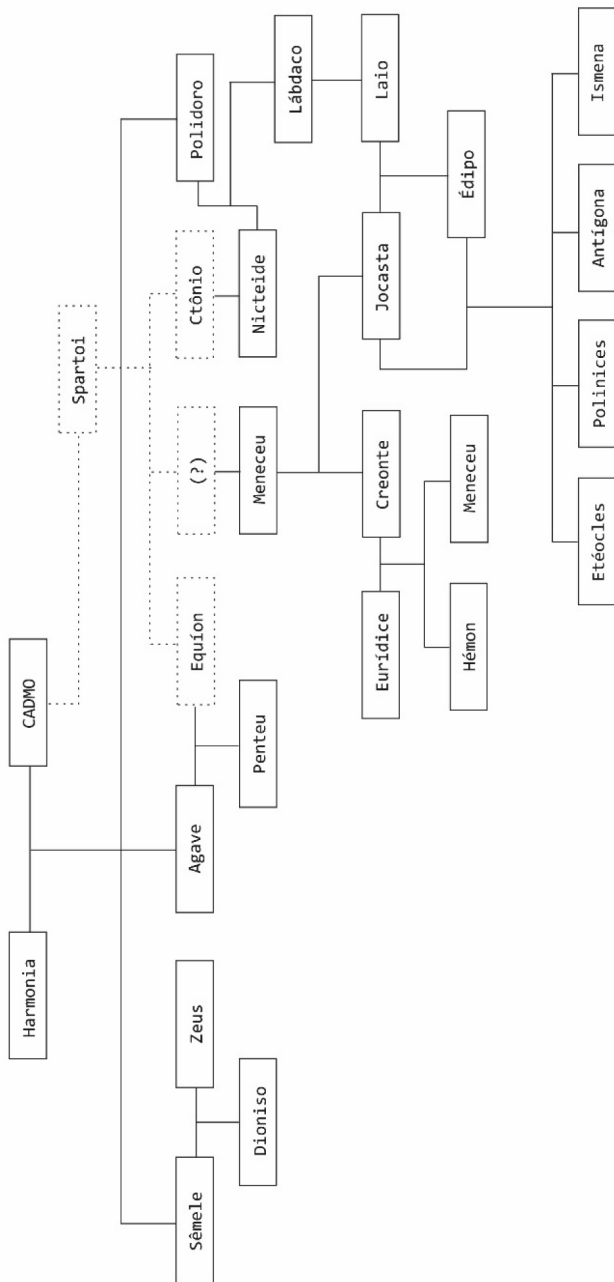 Harmonia
CADMO
Spartoi
Sêmele
Zeus
Agave
Equíon
(?)
Ctônio
Polidoro
Dioniso
Penteu
Meneceu
Nicteide
Lábdaco
Eurídice
Creonte
Jocasta
Laio
Hémon
Meneceu
Édipo
Etéocles
Polinices
Antígona
Ismena